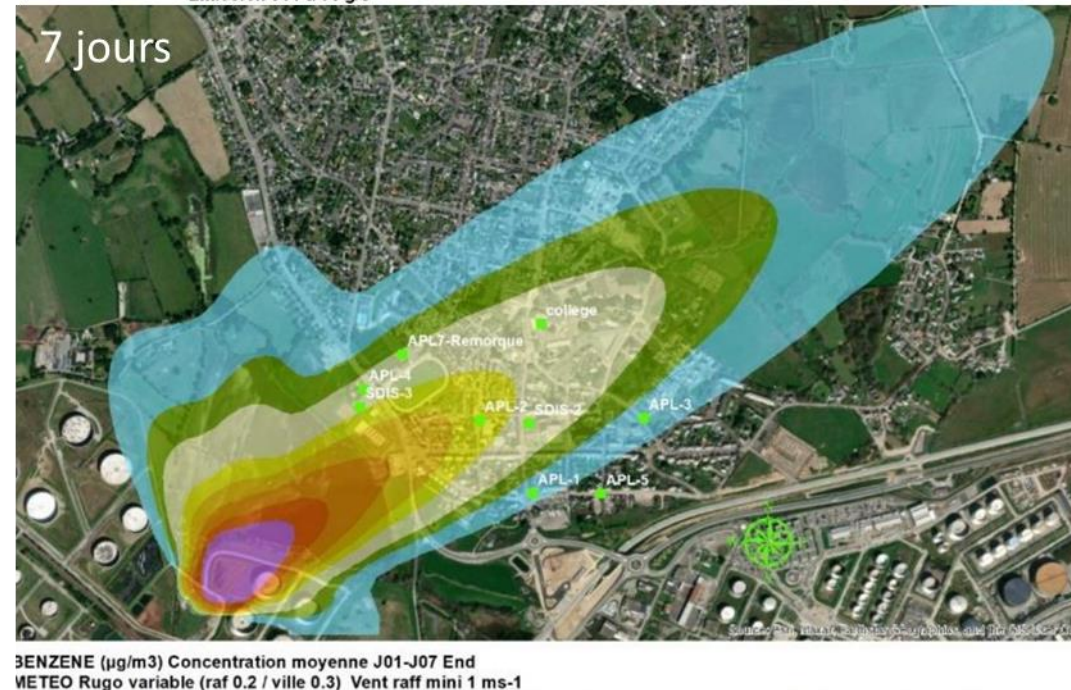 7 jours
college
APL7-Remorque
APL-4
SDIS-3
APL-2
SDIS-2
APL-3
APL-1
APL-5
BENZENE (µg/m3) Concentration moyenne J01-J07 End
METEO Rugo variable (raf 0.2 / ville 0.3) Vent raff mini 1 ms-1